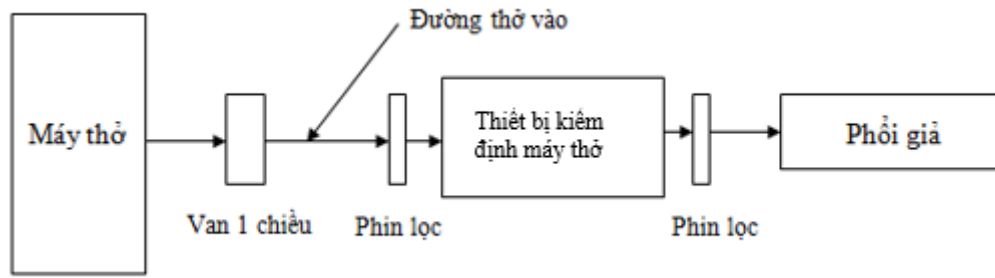 Đường thở vào
Máy thở
Thiết bị kiểm
định máy thở
Phổi giả
Van 1 chiều
Phin lọc
Phin lọc